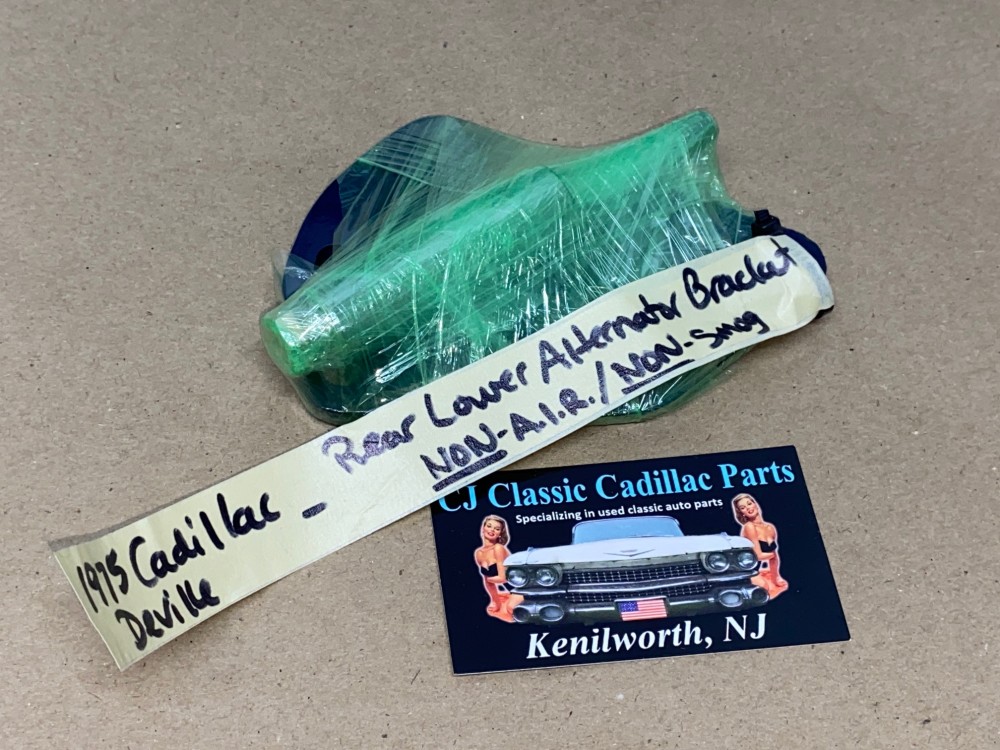 1975 Cadillac - Rear Lower Alternator Bracket
Deville NON-A.I.R./NON-Smog
CJ Classic Cadillac Parts
Specializing in used classic auto parts
Kenilworth, NJ